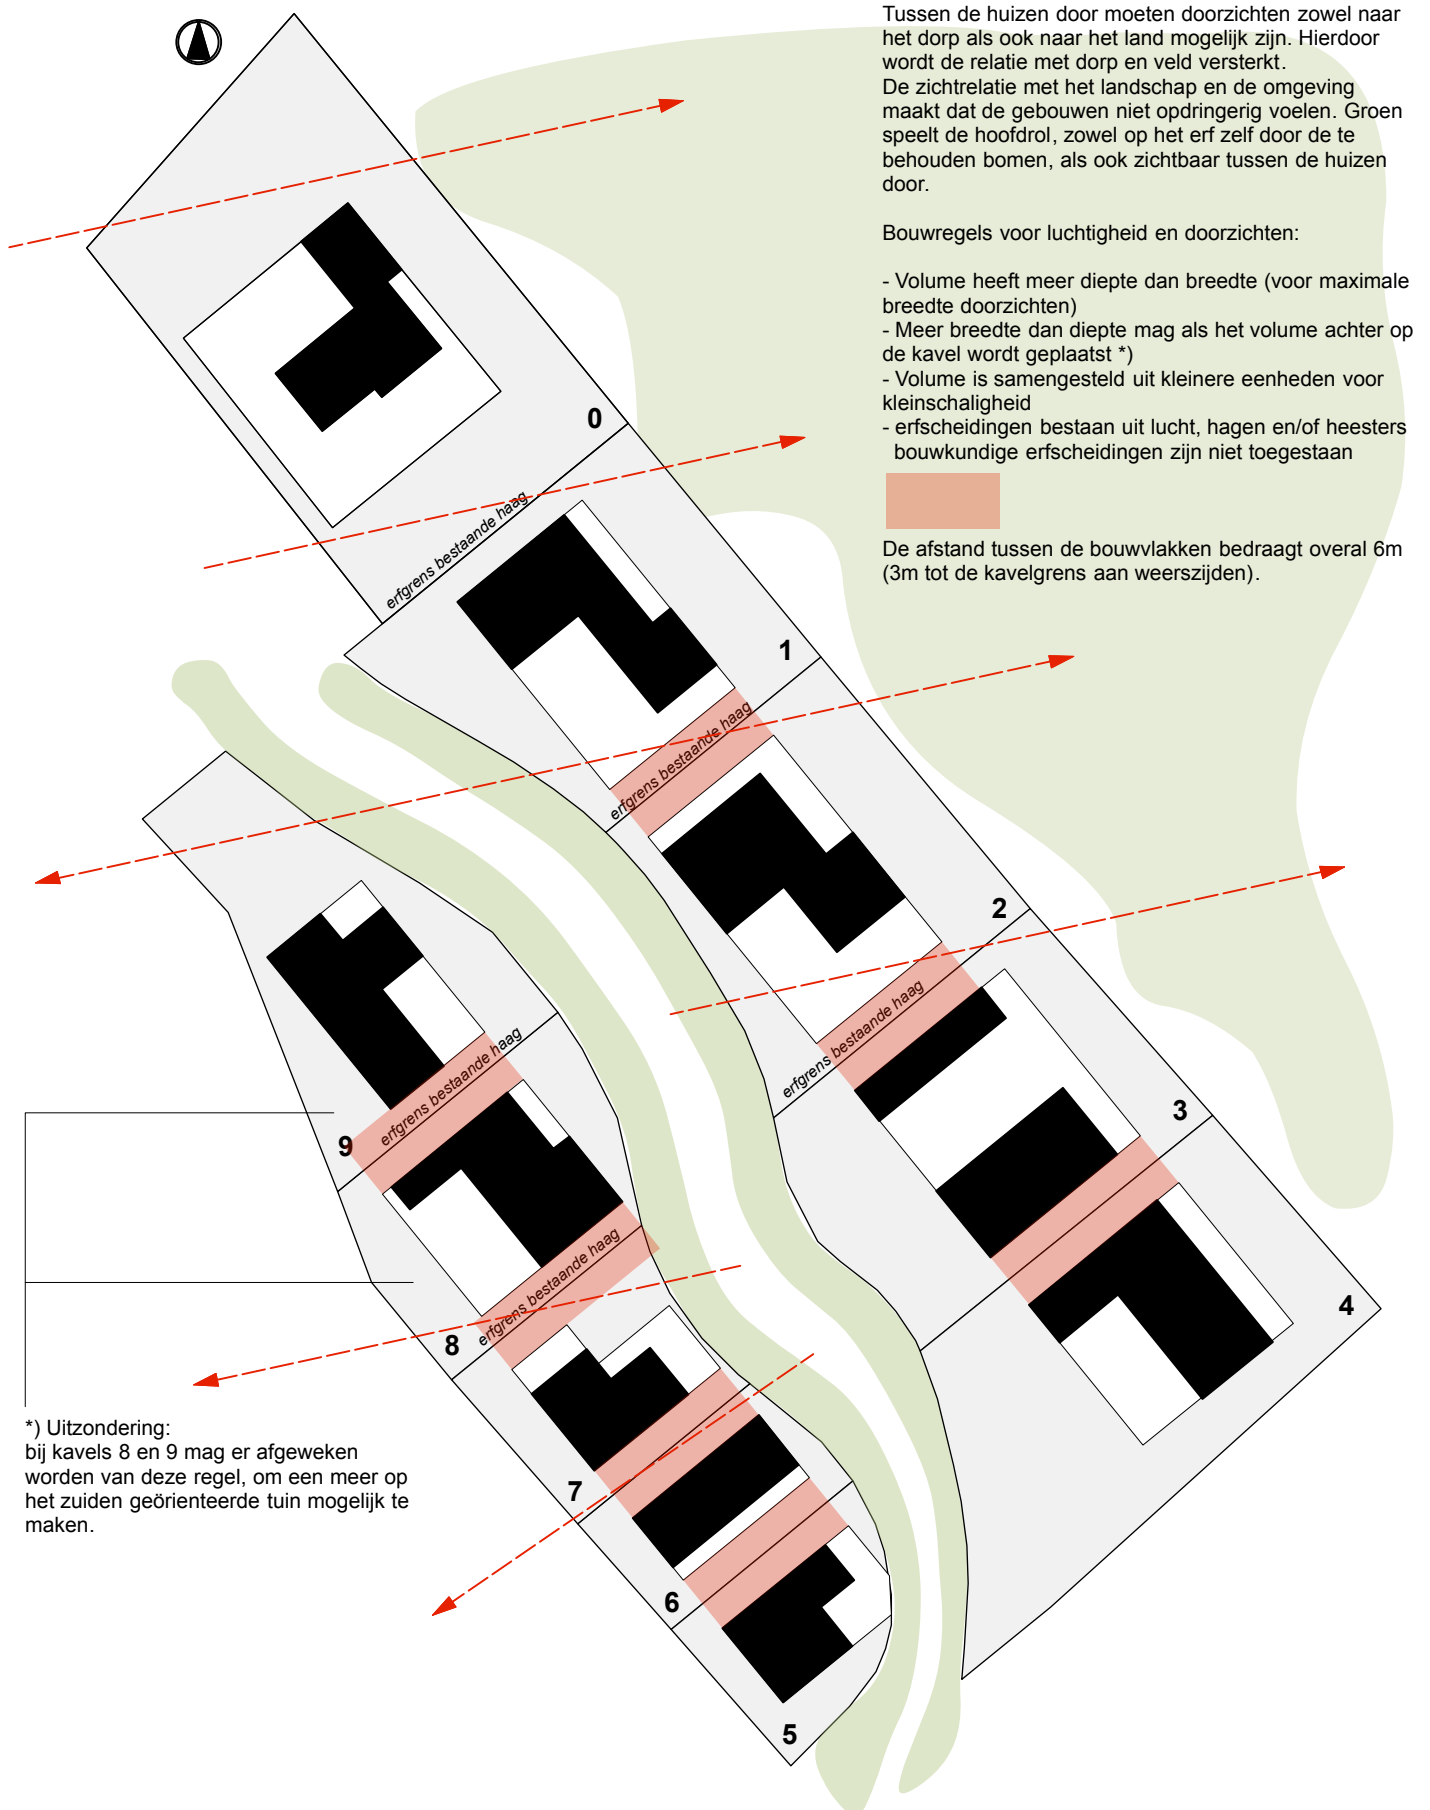 Tussen de huizen door moeten doorzichten zowel naar
het dorp als ook naar het land mogelijk zijn. Hierdoor
wordt de relatie met dorp en veld versterkt.
De zichtrelatie met het landschap en de omgeving
maakt dat de gebouwen niet opdringerig voelen. Groen
speelt de hoofdrol, zowel op het erf zelf door de te
behouden bomen, als ook zichtbaar tussen de huizen
door.
Bouwregels voor luchtigheid en doorzichten:
- Volume heeft meer diepte dan breedte (voor maximale
breedte doorzichten)
- Meer breedte dan diepte mag als het volume achter op
de kavel wordt geplaatst *)
- Volume is samengesteld uit kleinere eenheden voor
kleinschaligheid
- erfscheidingen bestaan uit lucht, hagen en/of heesters
bouwkundige erfscheidingen zijn niet toegestaan
De afstand tussen de bouwvlakken bedraagt overal 6m
(3m tot de kavelgrens aan weerszijden).
0
erfgrens bestaande haag
1
erfgrens bestaande haag
2
erfgrens bestaande haag
3
4
9
erfgrens bestaande haag
8
erfgrens bestaande haag
7
6
5
*) Uitzondering:
bij kavels 8 en 9 mag er afgeweken
worden van deze regel, om een meer op
het zuiden geörienteerde tuin mogelijk te
maken.